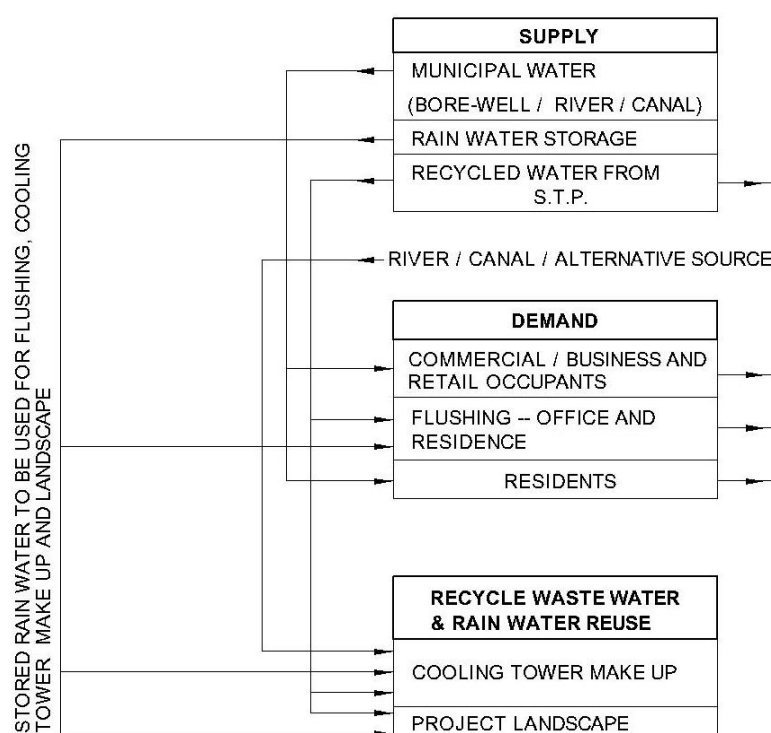 SUPPLY
MUNICIPAL WATER
(BORE-WELL / RIVER / CANAL)
RAIN WATER STORAGE
RECYCLED WATER FROM
S.T.P.
RIVER / CANAL / ALTERNATIVE SOURCE
DEMAND
COMMERCIAL / BUSINESS AND
RETAIL OCCUPANTS
FLUSHING -- OFFICE AND
RESIDENCE
RESIDENTS
RECYCLE WASTE WATER
& RAIN WATER REUSE
COOLING TOWER MAKE UP
PROJECT LANDSCAPE
STORED RAIN WATER TO BE USED FOR FLUSHING, COOLING
TOWER MAKE UP AND LANDSCAPE